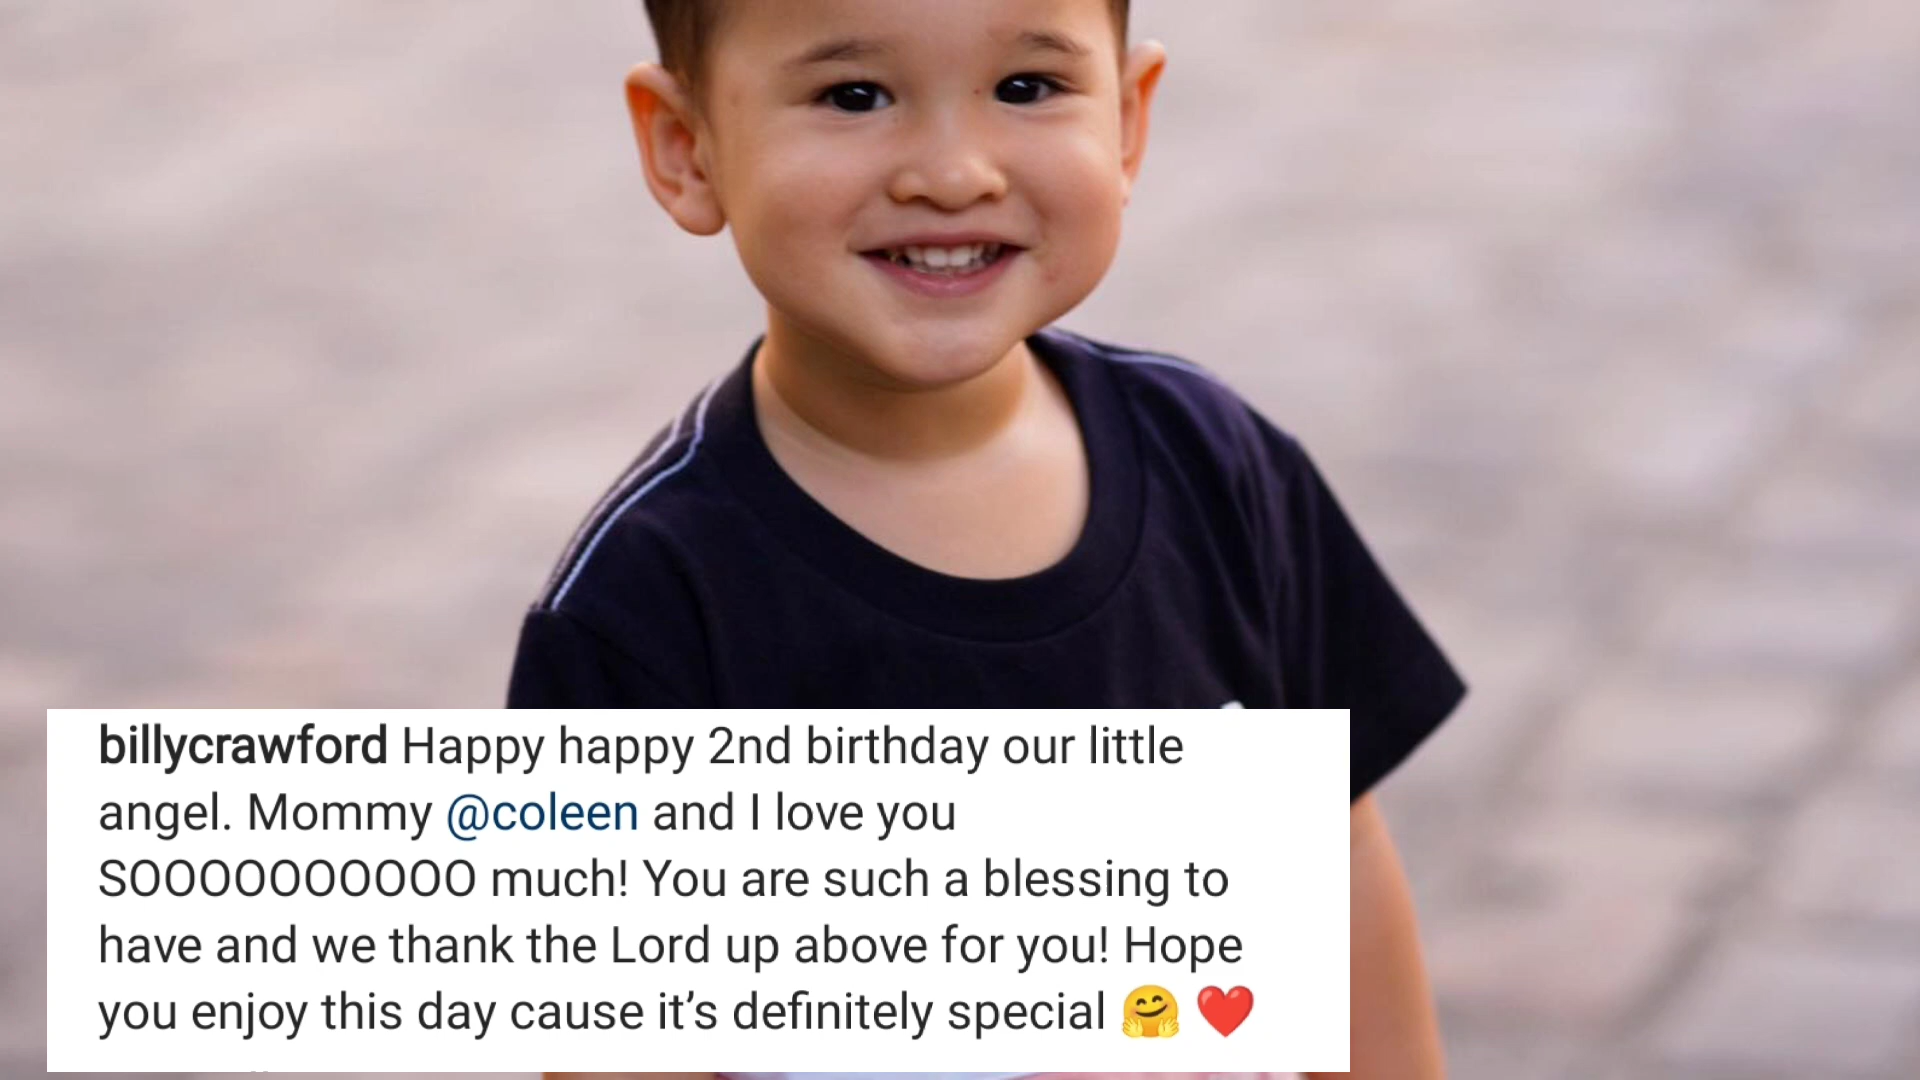 billycrawford Happy happy 2nd birthday our little
angel. Mommy @coleen and I love you
SOOOOOOOOOO much! You are such a blessing to
have and we thank the Lord up above for you! Hope
you enjoy this day cause it’s definitely special 🤗 ❤️